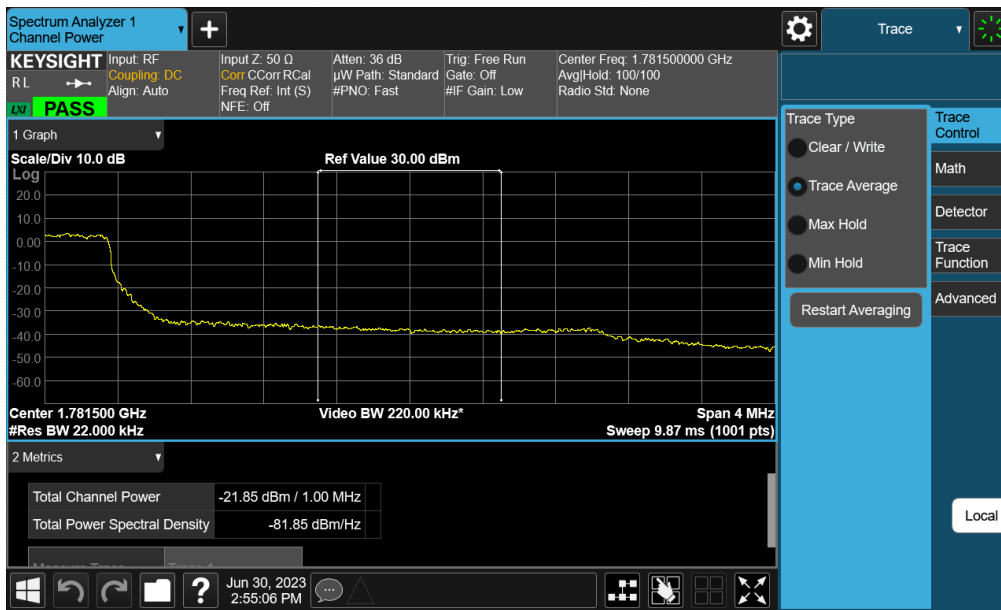 Spectrum Analyzer 1
Channel Power
Trace
KEYSIGHT
R L
LXI
PASS
Input: RF
Coupling: DC
Align: Auto
Input Z: 50 Ω
Corr CCorr RCal
Freq Ref: Int (S)
NFE: Off
Atten: 36 dB
µW Path: Standard
#PNO: Fast
Trig: Free Run
Gate: Off
#IF Gain: Low
Center Freq: 1.781500000 GHz
Avg|Hold: 100/100
Radio Std: None
1 Graph
Scale/Div 10.0 dB
Ref Value 30.00 dBm
Log
20.0
10.0
0.00
-10.0
-20.0
-30.0
-40.0
-50.0
-60.0
Center 1.781500 GHz
Video BW 220.00 kHz*
Span 4 MHz
#Res BW 22.000 kHz
Sweep 9.87 ms (1001 pts)
2 Metrics
Total Channel Power
-21.85 dBm / 1.00 MHz
Total Power Spectral Density
-81.85 dBm/Hz
Measure Trace
Trace 1
?
Jun 30, 2023
2:55:06 PM
Trace Type
Clear / Write
Trace Average
Max Hold
Min Hold
Restart Averaging
Trace
Control
Math
Detector
Trace
Function
Advanced
Local